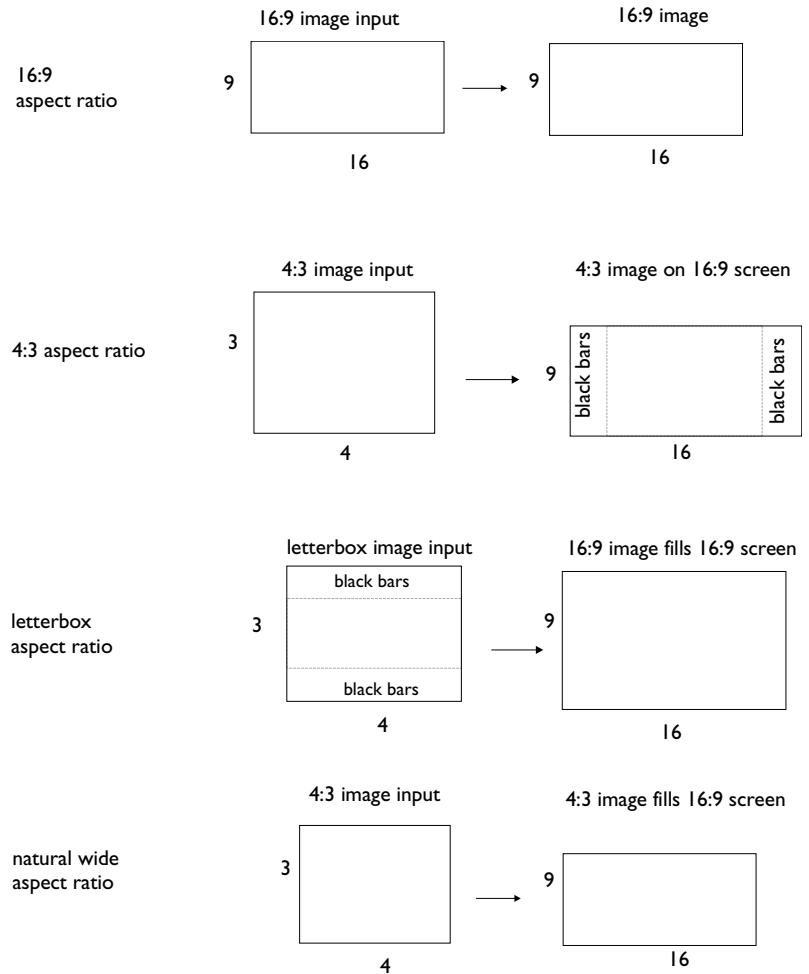 16:9 image input
16:9 image
16:9
aspect ratio
9
9
16
16
4:3 image input
4:3 image on 16:9 screen
4:3 aspect ratio
3
9
black bars
black bars
4
16
letterbox image input
16:9 image fills 16:9 screen
black bars
letterbox
aspect ratio
3
9
black bars
4
16
4:3 image input
4:3 image fills 16:9 screen
natural wide
aspect ratio
3
9
4
16